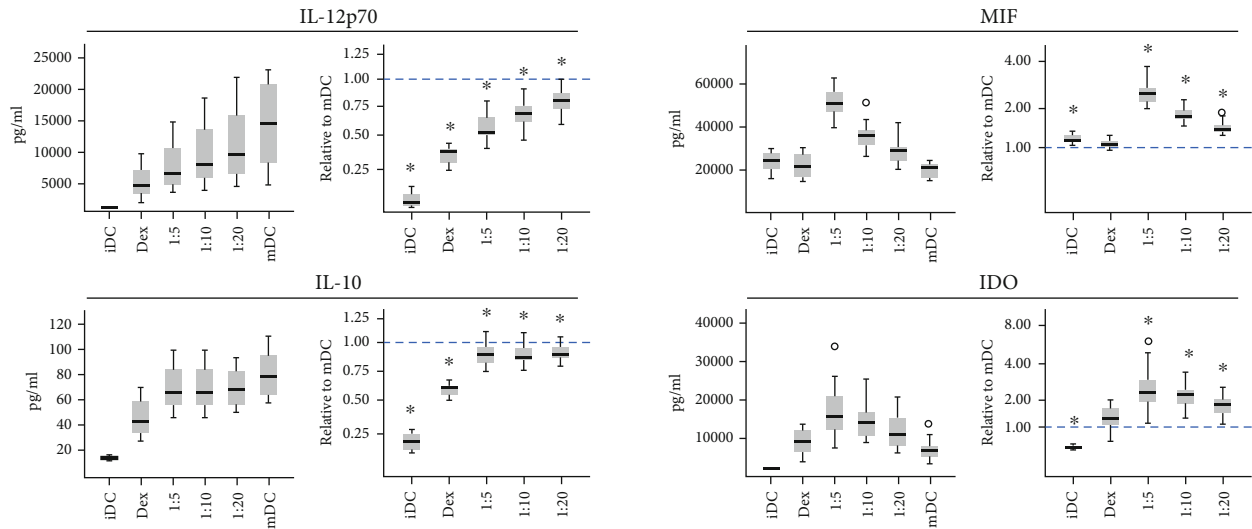 IL-12p70
pg/ml
25000
20000
15000
10000
5000
iDC
Dex
1:5
1:10
1:20
mDC
Relative to mDC
1.25
1.00
0.75
0.50
0.25
*
*
*
*
*
iDC
Dex
1:5
1:10
1:20
MIF
pg/ml
60000
40000
20000
iDC
Dex
1:5
1:10
1:20
mDC
Relative to mDC
4.00
2.00
1.00
*
*
*
*
iDC
Dex
1:5
1:10
1:20
IL-10
pg/ml
120
100
80
60
40
20
iDC
Dex
1:5
1:10
1:20
mDC
Relative to mDC
1.25
1.00
0.75
0.50
0.25
*
*
*
*
*
iDC
Dex
1:5
1:10
1:20
IDO
pg/ml
40000
30000
20000
10000
iDC
Dex
1:5
1:10
1:20
mDC
Relative to mDC
8.00
4.00
2.00
1.00
*
*
*
*
iDC
Dex
1:5
1:10
1:20